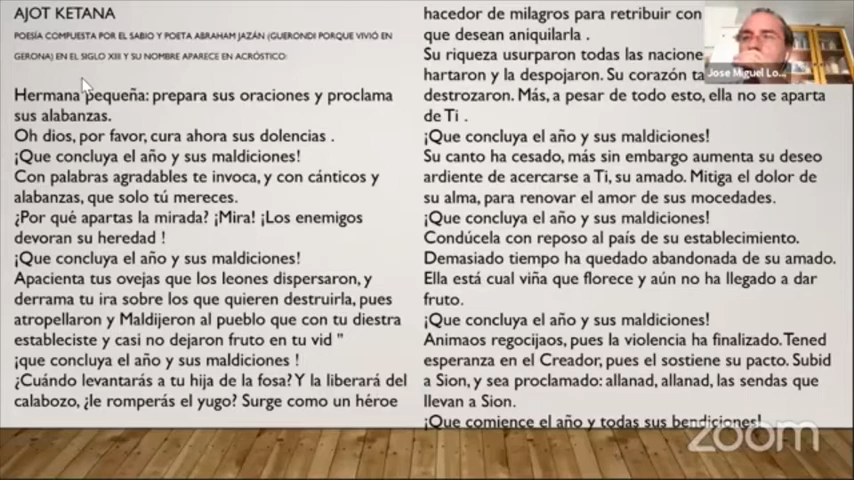 AJOT KETANA
POESÍA COMPUESTA POR EL SABIO Y POETA ABRAHAM JAZÁN (GUERONDI PORQUE VIVIÓ EN
GERONA) EN EL SIGLO XIII Y SU NOMBRE APARECE EN ACRÓSTICO:
Hermana pequeña: prepara sus oraciones y proclama
sus alabanzas.
Oh dios, por favor, cura ahora sus dolencias .
¡Que concluya el año y sus maldiciones!
Con palabras agradables te invoca, y con cánticos y
alabanzas, que solo tú mereces.
¿Por qué apartas la mirada? ¡Mira! ¡Los enemigos
devoran su heredad !
¡Que concluya el año y sus maldiciones!
Apacienta tus ovejas que los leones dispersaron, y
derrama tu ira sobre los que quieren destruirla, pues
atropellaron y Maldijeron al pueblo que con tu diestra
estableciste y casi no dejaron fruto en tu vid "
¡que concluya el año y sus maldiciones !
¿Cuándo levantarás a tu hija de la fosa? Y la liberará del
calabozo, ¿le romperás el yugo? Surge como un héroe
hacedor de milagros para retribuir con
que desean aniquilarla .
Su riqueza usurparon todas las nacione
hartaron y la despojaron. Su corazón ta
destrozaron. Más, a pesar de todo esto, ella no se aparta
de Ti .
¡Que concluya el año y sus maldiciones!
Su canto ha cesado, más sin embargo aumenta su deseo
ardiente de acercarse a Ti, su amado. Mitiga el dolor de
su alma, para renovar el amor de sus mocedades.
¡Que concluya el año y sus maldiciones!
Condúcela con reposo al país de su establecimiento.
Demasiado tiempo ha quedado abandonada de su amado.
Ella está cual viña que florece y aún no ha llegado a dar
fruto.
¡Que concluya el año y sus maldiciones!
Animaos regocijaos, pues la violencia ha finalizado. Tened
esperanza en el Creador, pues el sostiene su pacto. Subid
a Sion, y sea proclamado: allanad, allanad, las sendas que
llevan a Sion.
¡Que comience el año y todas sus bendiciones!
Jose Miguel Lo...
zoom